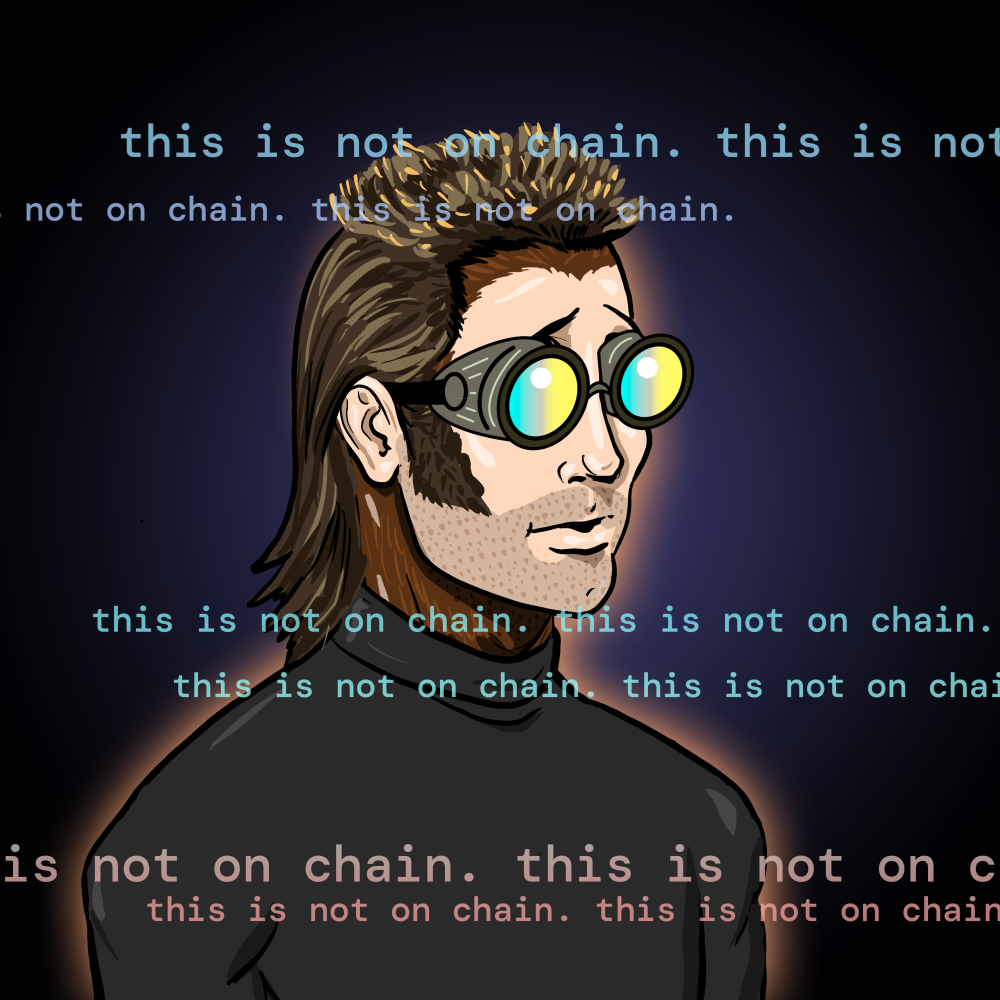 this is not on chain. this is not
not on chain. this is not on chain.
this is not on chain. this is not on chain.
this is not on chain. this is not on chai
is not on chain. this is not on c
this is not on chain. this is not on chain